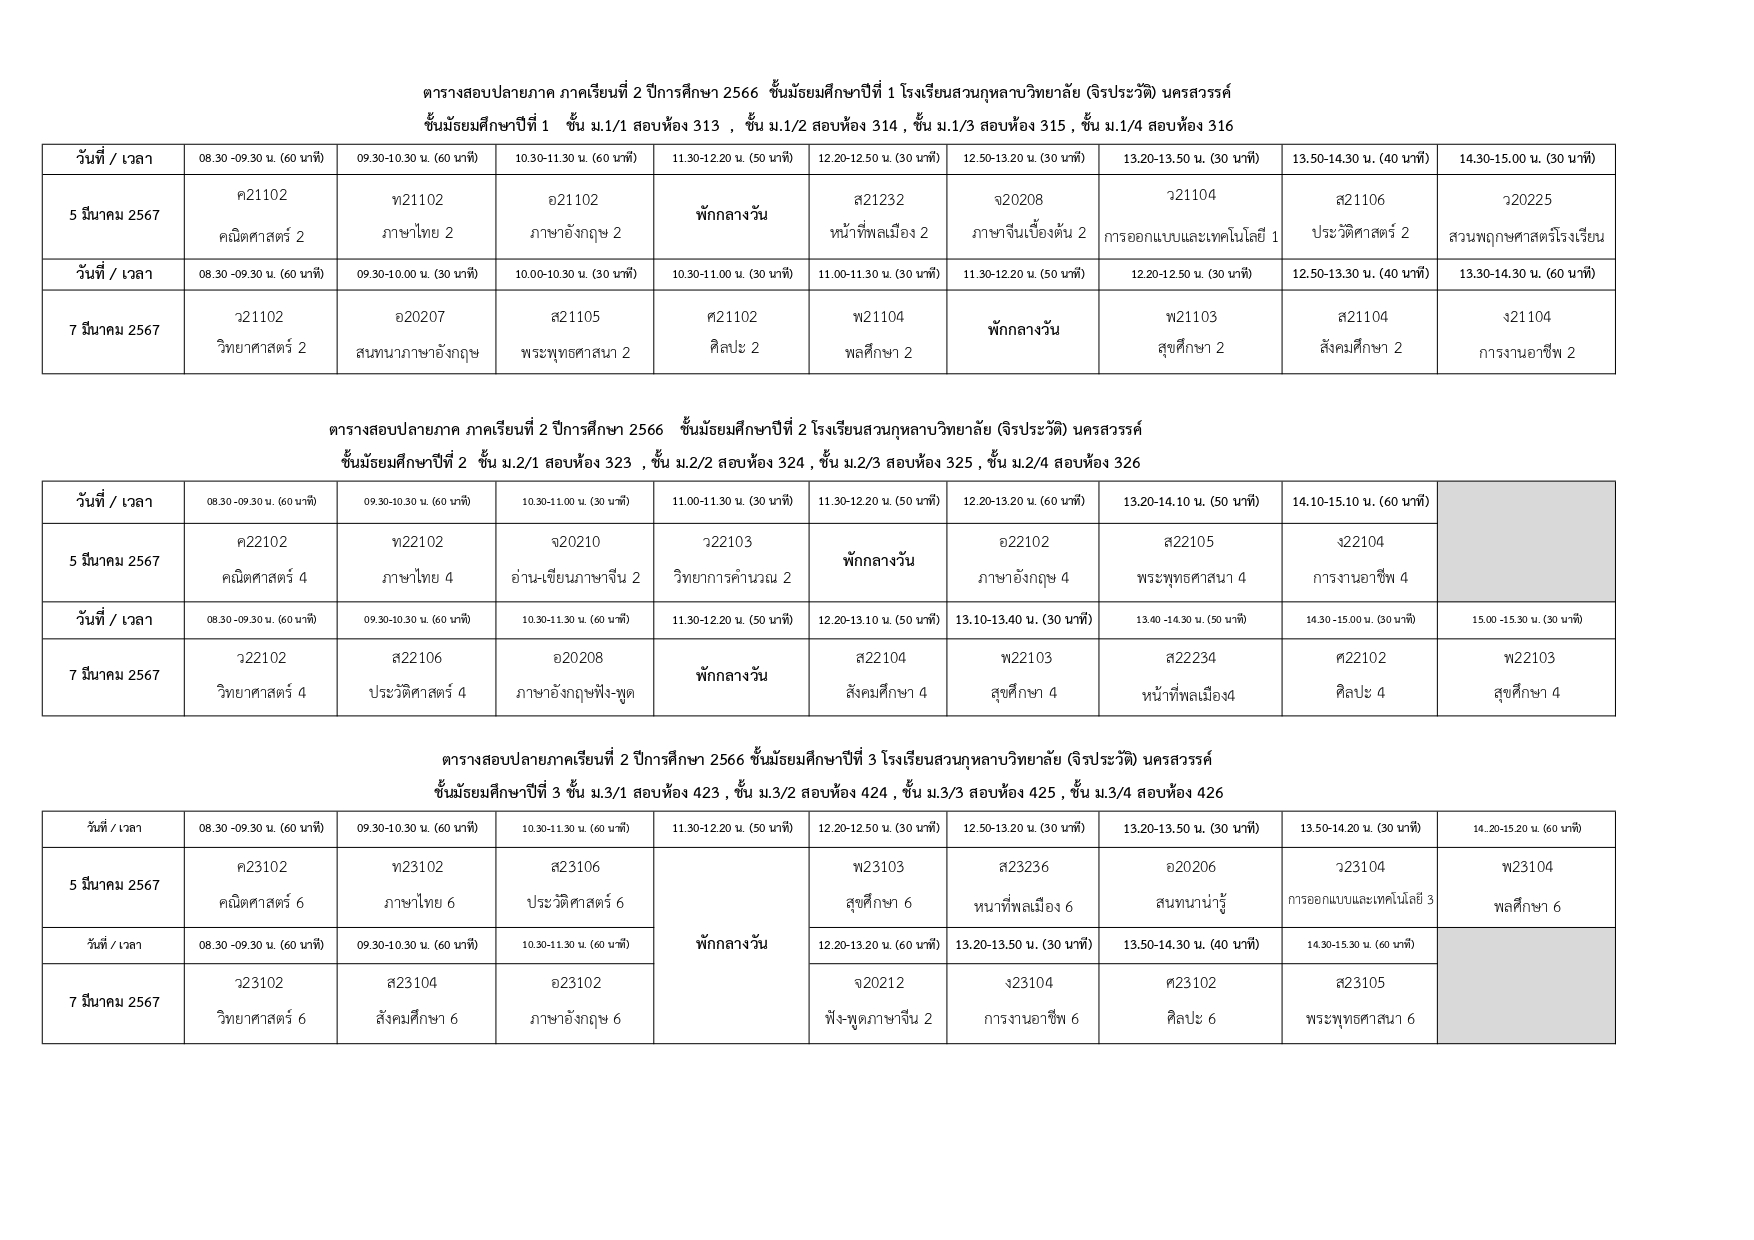 ตารางสอบปลายภาค ภาคเรียนที่ 2 ปีการศึกษา 2566 ชั้นมัธยมศึกษาปีที่ 1 โรงเรียนสวนกุหลาบวิทยาลัย (จิรประวัติ) นครสวรรค์
ชั้นมัธยมศึกษาปีที่ 1 ชั้น ม.1/1 สอบห้อง 313 , ชั้น ม.1/2 สอบห้อง 314 , ชั้น ม.1/3 สอบห้อง 315 , ชั้น ม.1/4 สอบห้อง 316
วันที่ / เวลา 08.30 -09.30 น. (60 นาที) 09.30-10.30 น. (60 นาที) 10.30-11.30 น. (60 นาที) 11.30-12.20 น. (50 นาที) 12.20-12.50 น. (30 นาที) 12.50-13.20 น. (30 นาที) 13.20-13.50 น. (30 นาที) 13.50-14.30 น. (40 นาที) 14.30-15.00 น. (30 นาที)
5 มีนาคม 2567 ค21102 ท21102 อ21102 พักกลางวัน ส21232 จ20208 ว21104 ส21106 ว20225
คณิตศาสตร์ 2 ภาษาไทย 2 ภาษาอังกฤษ 2 หน้าที่พลเมือง 2 ภาษาจีนเบื้องต้น 2 การออกแบบและเทคโนโลยี 1 ประวัติศาสตร์ 2 สวนพฤกษศาสตร์โรงเรียน
วันที่ / เวลา 08.30 -09.30 น. (60 นาที) 09.30-10.00 น. (30 นาที) 10.00-10.30 น. (30 นาที) 10.30-11.00 น. (30 นาที) 11.00-11.30 น. (30 นาที) 11.30-12.20 น. (50 นาที) 12.20-12.50 น. (30 นาที) 12.50-13.30 น. (40 นาที) 13.30-14.30 น. (60 นาที)
7 มีนาคม 2567 ว21102 อ20207 ส21105 ศ21102 พ21104 พักกลางวัน พ21103 ส21104 ง21104
วิทยาศาสตร์ 2 สนทนาภาษาอังกฤษ พระพุทธศาสนา 2 ศิลปะ 2 พลศึกษา 2 สุขศึกษา 2 สังคมศึกษา 2 การงานอาชีพ 2
ตารางสอบปลายภาค ภาคเรียนที่ 2 ปีการศึกษา 2566 ชั้นมัธยมศึกษาปีที่ 2 โรงเรียนสวนกุหลาบวิทยาลัย (จิรประวัติ) นครสวรรค์
ชั้นมัธยมศึกษาปีที่ 2 ชั้น ม.2/1 สอบห้อง 323 , ชั้น ม.2/2 สอบห้อง 324 , ชั้น ม.2/3 สอบห้อง 325 , ชั้น ม.2/4 สอบห้อง 326
วันที่ / เวลา 08.30 -09.30 น. (60 นาที) 09.30-10.30 น. (60 นาที) 10.30-11.00 น. (30 นาที) 11.00-11.30 น. (30 นาที) 11.30-12.20 น. (50 นาที) 12.20-13.20 น. (60 นาที) 13.20-14.10 น. (50 นาที) 14.10-15.10 น. (60 นาที)
5 มีนาคม 2567 ค22102 ท22102 จ20210 ว22103 พักกลางวัน อ22102 ส22105 ง22104
คณิตศาสตร์ 4 ภาษาไทย 4 อ่าน-เขียนภาษาจีน 2 วิทยาการคำนวณ 2 ภาษาอังกฤษ 4 พระพุทธศาสนา 4 การงานอาชีพ 4
วันที่ / เวลา 08.30 -09.30 น. (60 นาที) 09.30-10.30 น. (60 นาที) 10.30-11.30 น. (60 นาที) 11.30-12.20 น. (50 นาที) 12.20-13.10 น. (50 นาที) 13.10-13.40 น. (30 นาที) 13.40 -14.30 น. (50 นาที) 14.30 -15.00 น. (30 นาที) 15.00 -15.30 น. (30 นาที)
7 มีนาคม 2567 ว22102 ส22106 อ20208 พักกลางวัน ส22104 พ22103 ส22234 ศ22102 พ22103
วิทยาศาสตร์ 4 ประวัติศาสตร์ 4 ภาษาอังกฤษฟัง-พูด สังคมศึกษา 4 สุขศึกษา 4 หน้าที่พลเมือง4 ศิลปะ 4 สุขศึกษา 4
ตารางสอบปลายภาคเรียนที่ 2 ปีการศึกษา 2566 ชั้นมัธยมศึกษาปีที่ 3 โรงเรียนสวนกุหลาบวิทยาลัย (จิรประวัติ) นครสวรรค์
ชั้นมัธยมศึกษาปีที่ 3 ชั้น ม.3/1 สอบห้อง 423 , ชั้น ม.3/2 สอบห้อง 424 , ชั้น ม.3/3 สอบห้อง 425 , ชั้น ม.3/4 สอบห้อง 426
วันที่ / เวลา 08.30 -09.30 น. (60 นาที) 09.30-10.30 น. (60 นาที) 10.30-11.30 น. (60 นาที) 11.30-12.20 น. (50 นาที) 12.20-12.50 น. (30 นาที) 12.50-13.20 น. (30 นาที) 13.20-13.50 น. (30 นาที) 13.50-14.20 น. (30 นาที) 14..20-15.20 น. (60 นาที)
5 มีนาคม 2567 ค23102 ท23102 ส23106 พ23103 ส23236 อ20206 ว23104 พ23104
คณิตศาสตร์ 6 ภาษาไทย 6 ประวัติศาสตร์ 6 สุขศึกษา 6 หนาที่พลเมือง 6 สนทนาน่ารู้ การออกแบบและเทคโนโลยี 3 พลศึกษา 6
วันที่ / เวลา 08.30 -09.30 น. (60 นาที) 09.30-10.30 น. (60 นาที) 10.30-11.30 น. (60 นาที) พักกลางวัน 12.20-13.20 น. (60 นาที) 13.20-13.50 น. (30 นาที) 13.50-14.30 น. (40 นาที) 14.30-15.30 น. (60 นาที)
7 มีนาคม 2567 ว23102 ส23104 อ23102 จ20212 ง23104 ศ23102 ส23105
วิทยาศาสตร์ 6 สังคมศึกษา 6 ภาษาอังกฤษ 6 ฟัง-พูดภาษาจีน 2 การงานอาชีพ 6 ศิลปะ 6 พระพุทธศาสนา 6